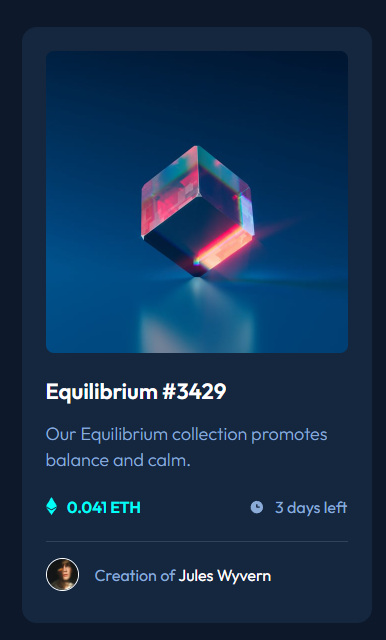 Equilibrium #3429
Our Equilibrium collection promotes
balance and calm.
0.041 ETH
3 days left
Creation of Jules Wyvern